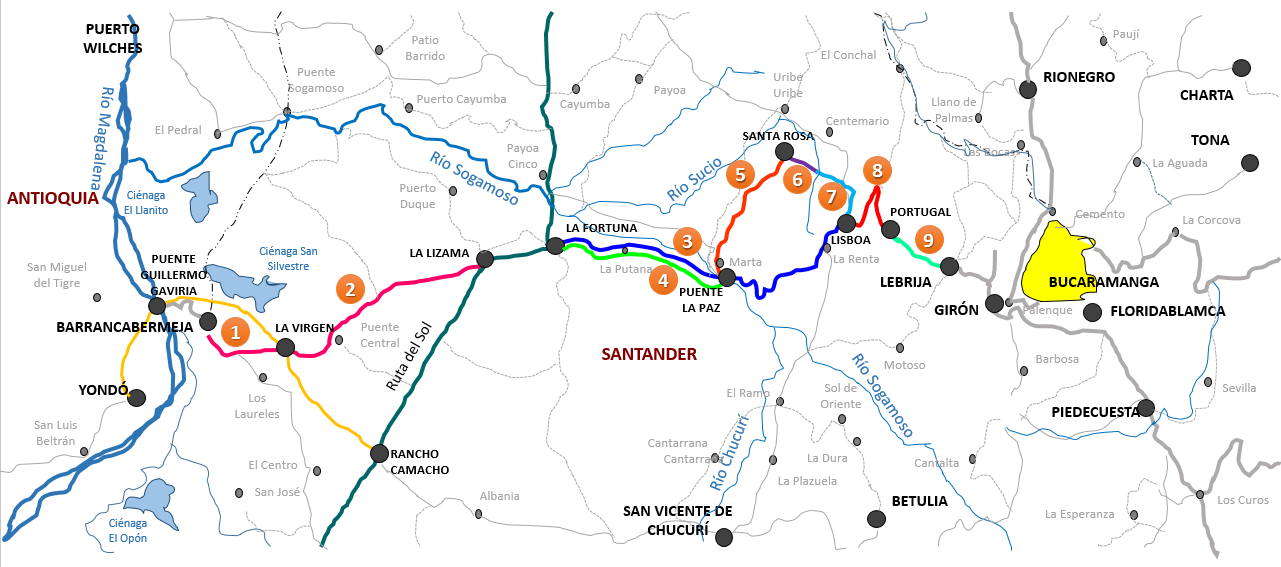 PUERTO
WILCHES
Patio
Barrido
El Conchal
Paují
Puente
Sogamoso
Uribe
Uribe
RIONEGRO
CHARTA
Río Magdalena
Puerto Cayumba
Cayumba
Payoa
Llano de
Palmas
El Pedral
Centemario
SANTA ROSA
TONA
Payoa
Cinco
Las Bocas
La Aguada
Río Sogamoso
Río Sucio
5
6
7
8
ANTIOQUIA
Ciénaga
El Llanito
Puerto
Duque
PORTUGAL
Cemento
La Corcova
LA FORTUNA
3
LISBOA
9
Ciénaga San
Silvestre
LA LIZAMA
La Renta
San Miguel
del Tigre
PUENTE
GUILLERMO
GAVIRIA
2
La Putana
4
Marta
PUENTE
LA PAZ
LEBRIJA
BUCARAMANGA
GIRÓN
Palenque
FLORIDABLAMCA
BARRANCABERMEJA
1
LA VIRGEN
Puente
Central
Ruta del Sol
SANTANDER
Motoso
Barbosa
Río Sogamoso
YONDÓ
Los
Laureles
El Ramo
Sol de
Oriente
Sevilla
PIEDECUESTA
San Luis
Beltrán
Río Chucurí
RANCHO
CAMACHO
Cantarrana
Cantarrana
La Dura
Cantalta
El Centro
La Plazuela
San José
Albania
BETULIA
Los Curos
SAN VICENTE DE
CHUCURÍ
La Esperanza
Ciénaga
El Opón